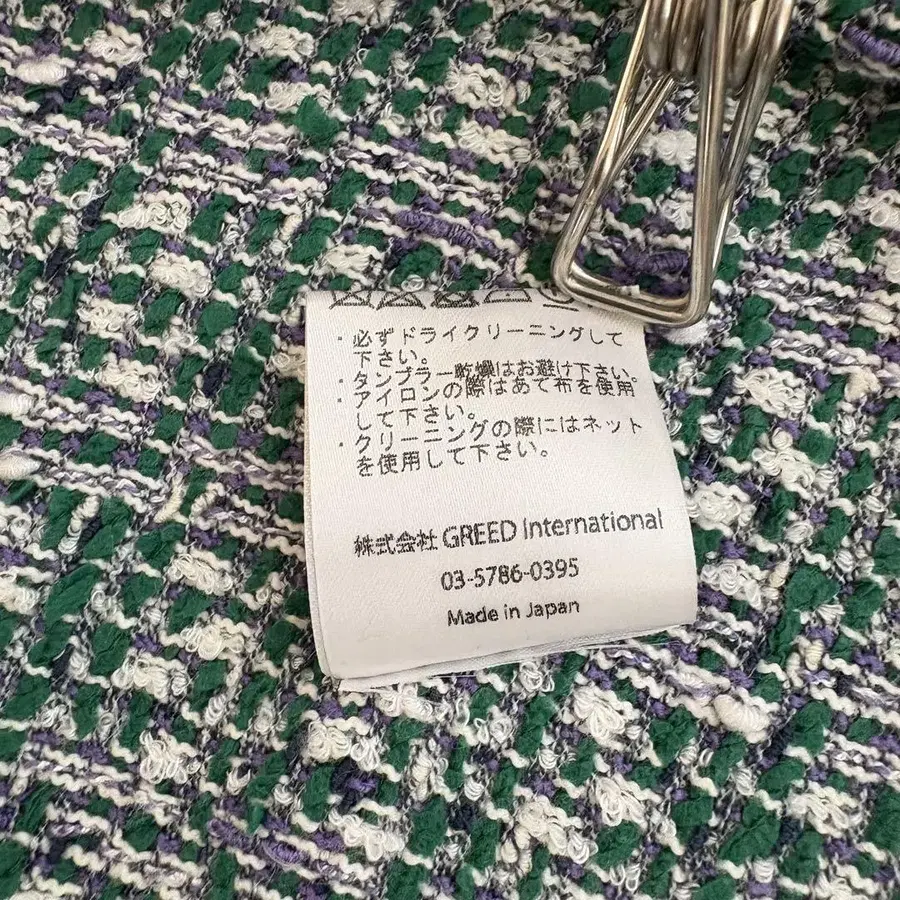 ・必ずドライクリーニングして
下さい。
・タンブラー乾燥はお避け下さい。
・アイロンの際はあて布を使用
して下さい。
・クリーニングの際にはネット
を使用して下さい。
株式会社 GREED International
03-5786-0395
Made in Japan